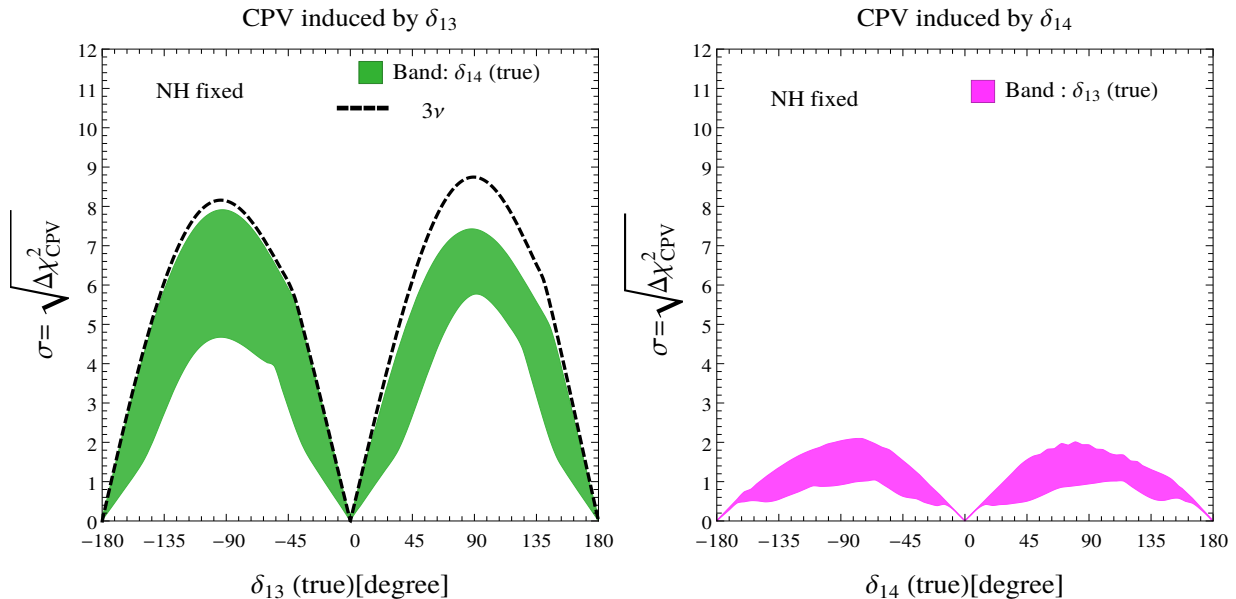 CPV induced by δ13
12
11
10
9
8
7
6
5
4
3
2
1
0
NH fixed
Band: δ14 (true)
3ν
σ= √Δχ²CPV
−180 −135 −90 −45 0 45 90 135 180
δ13 (true)[degree]
CPV induced by δ14
12
11
10
9
8
7
6
5
4
3
2
1
0
NH fixed
Band : δ13 (true)
σ= √Δχ²CPV
−180 −135 −90 −45 0 45 90 135 180
δ14 (true)[degree]